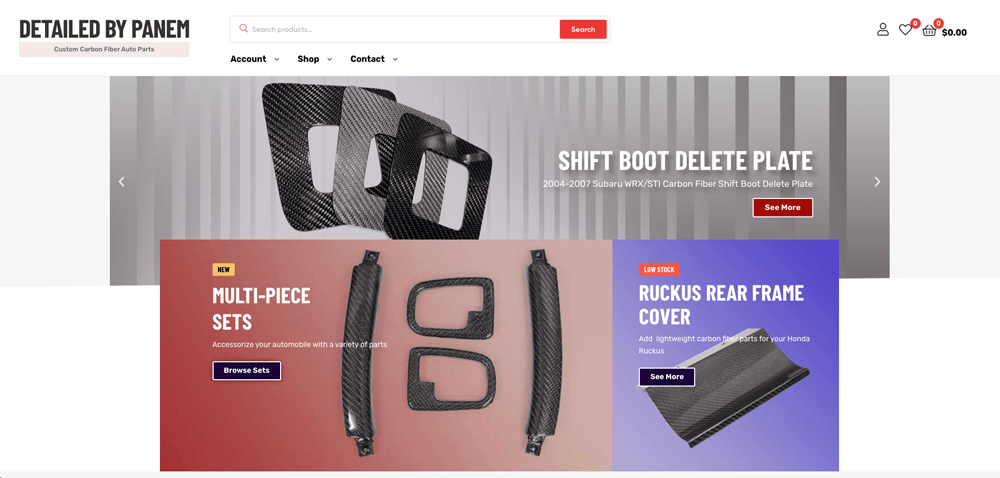 DETAILED BY PANEM
Custom Carbon Fiber Auto Parts
Search products...
Search
0
0
$0.00
Account
Shop
Contact
SHIFT BOOT DELETE PLATE
2004-2007 Subaru WRX/STI Carbon Fiber Shift Boot Delete Plate
See More
NEW
MULTI-PIECE
SETS
Accessorize your automobile with a variety of parts
Browse Sets
LOW STOCK
RUCKUS REAR FRAME
COVER
Add lightweight carbon fiber parts for your Honda
Ruckus
See More